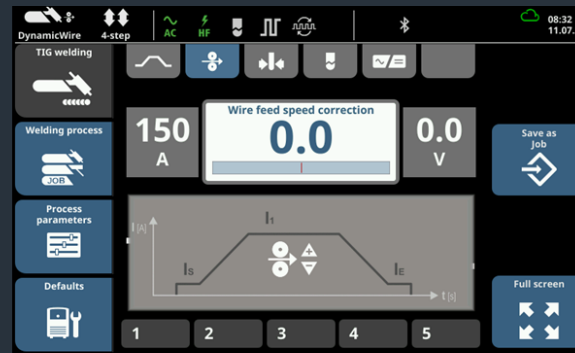 DynamicWire
4-step
AC
HF
08:32
11.07.
TIG welding
Welding process
JOB
Process
parameters
Defaults
150
A
Wire feed speed correction
0.0
0.0
V
I [A]
I₁
Iₛ
Iᴇ
t [s]
1
2
3
4
5
Save as
Job
Full screen